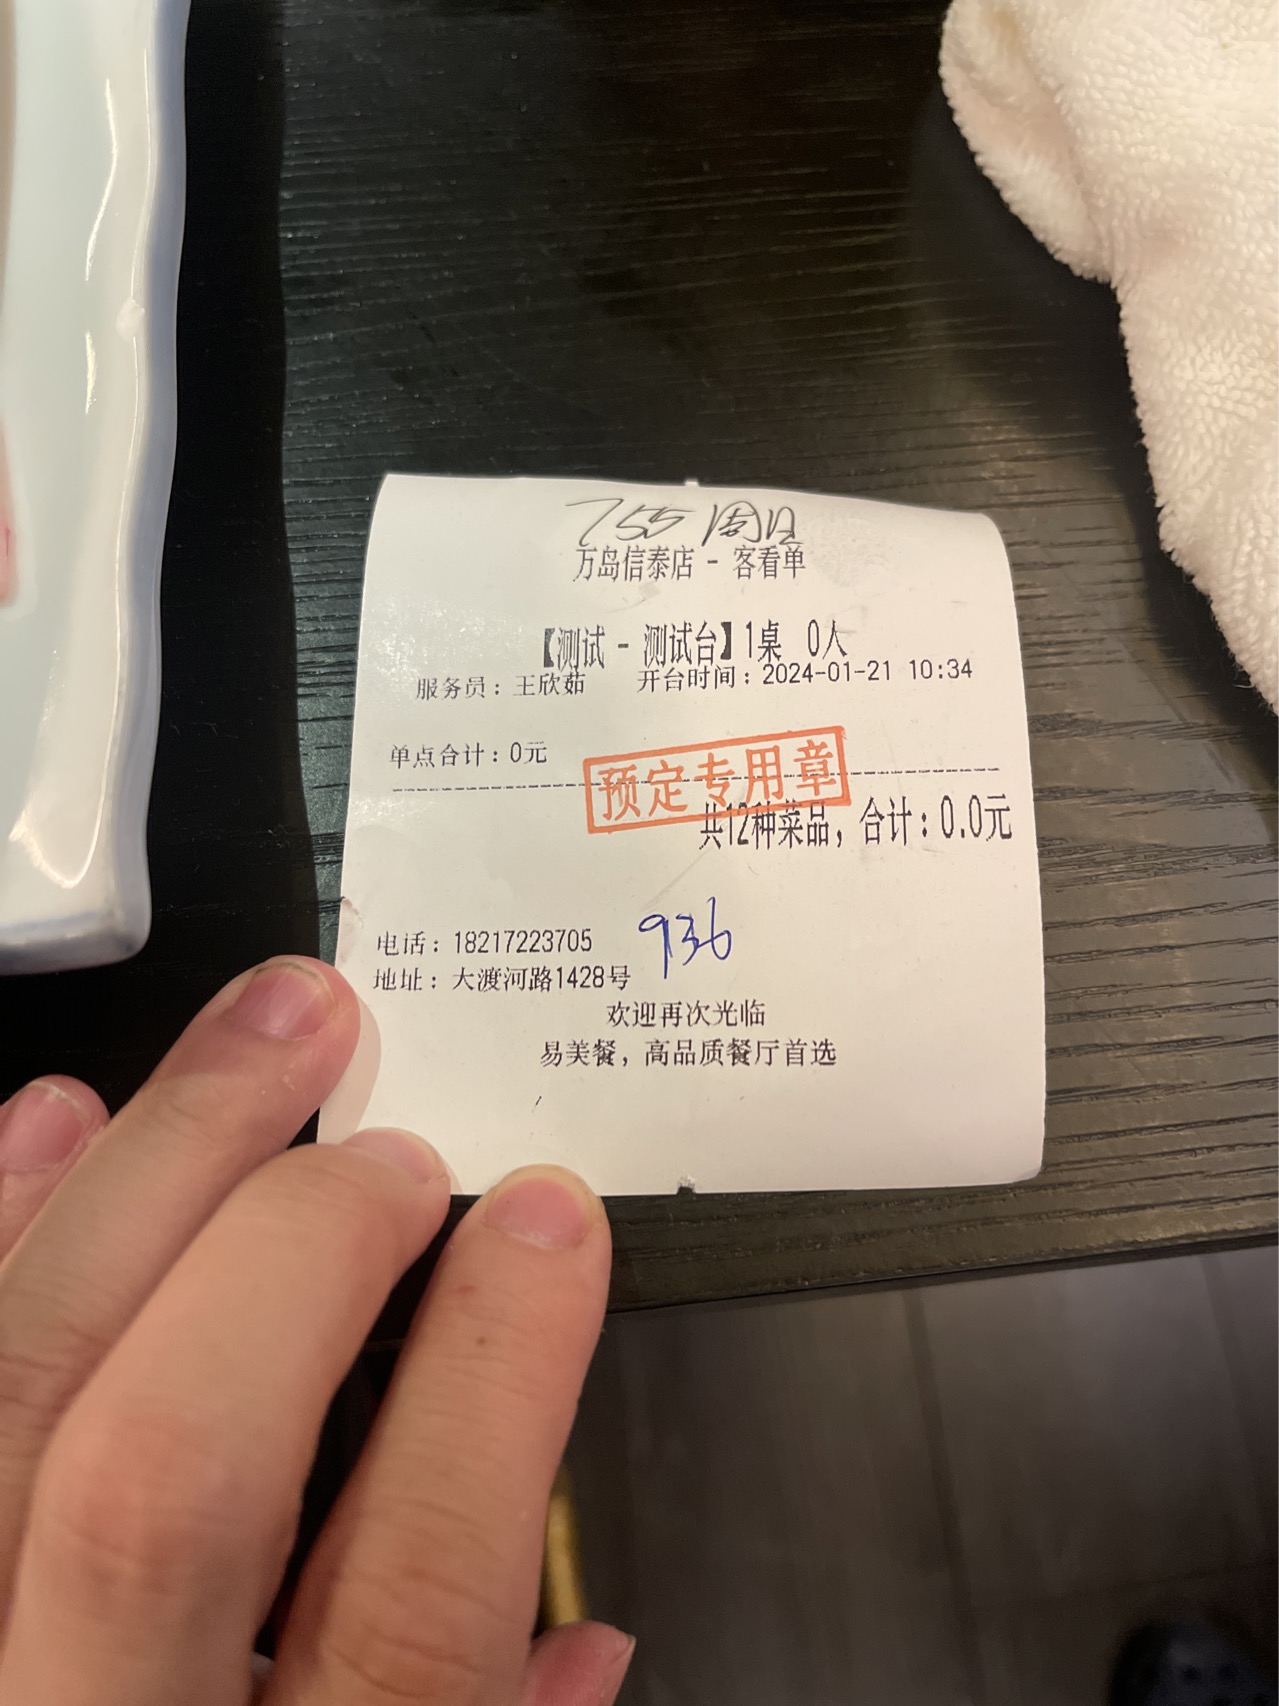 755 周日
万岛信泰店 - 客看单
【测试 - 测试台】1桌 0人
服务员：王欣茹 开台时间：2024-01-21 10:34
单点合计：0元
预定专用章
共12种菜品，合计：0.0元
936
电话：18217223705
地址：大渡河路1428号
欢迎再次光临
易美餐，高品质餐厅首选